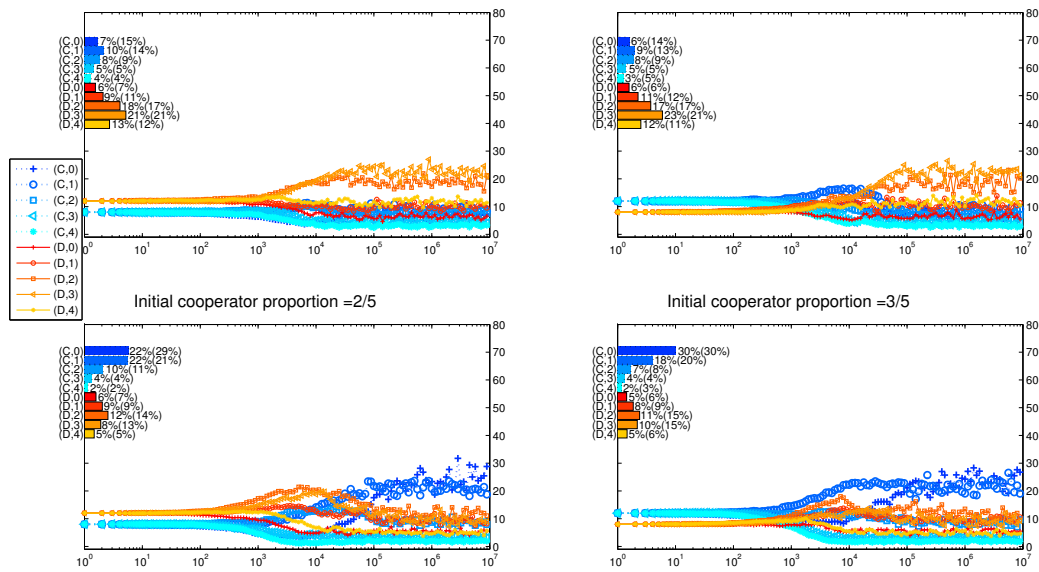 80
70
60
50
40
30
20
10
0
(C,0) 7%(15%)
(C,1) 10%(14%)
(C,2) 8%(9%)
(C,3) 5%(5%)
(C,4) 4%(4%)
(D,0) 6%(7%)
(D,1) 9%(11%)
(D,2) 18%(17%)
(D,3) 21%(21%)
(D,4) 13%(12%)
10^0 10^1 10^2 10^3 10^4 10^5 10^6 10^7
80
70
60
50
40
30
20
10
0
(C,0) 6%(14%)
(C,1) 9%(13%)
(C,2) 8%(9%)
(C,3) 5%(5%)
(C,4) 3%(5%)
(D,0) 6%(6%)
(D,1) 11%(12%)
(D,2) 17%(17%)
(D,3) 23%(21%)
(D,4) 12%(11%)
10^0 10^1 10^2 10^3 10^4 10^5 10^6 10^7
(C,0)
(C,1)
(C,2)
(C,3)
(C,4)
(D,0)
(D,1)
(D,2)
(D,3)
(D,4)
Initial cooperator proportion =2/5
Initial cooperator proportion =3/5
80
70
60
50
40
30
20
10
0
(C,0) 22%(29%)
(C,1) 22%(21%)
(C,2) 10%(11%)
(C,3) 4%(4%)
(C,4) 2%(2%)
(D,0) 6%(7%)
(D,1) 9%(9%)
(D,2) 12%(14%)
(D,3) 8%(13%)
(D,4) 5%(5%)
10^0 10^1 10^2 10^3 10^4 10^5 10^6 10^7
80
70
60
50
40
30
20
10
0
(C,0) 30%(30%)
(C,1) 18%(20%)
(C,2) 7%(8%)
(C,3) 4%(4%)
(C,4) 2%(3%)
(D,0) 5%(6%)
(D,1) 8%(9%)
(D,2) 11%(15%)
(D,3) 10%(15%)
(D,4) 5%(6%)
10^0 10^1 10^2 10^3 10^4 10^5 10^6 10^7